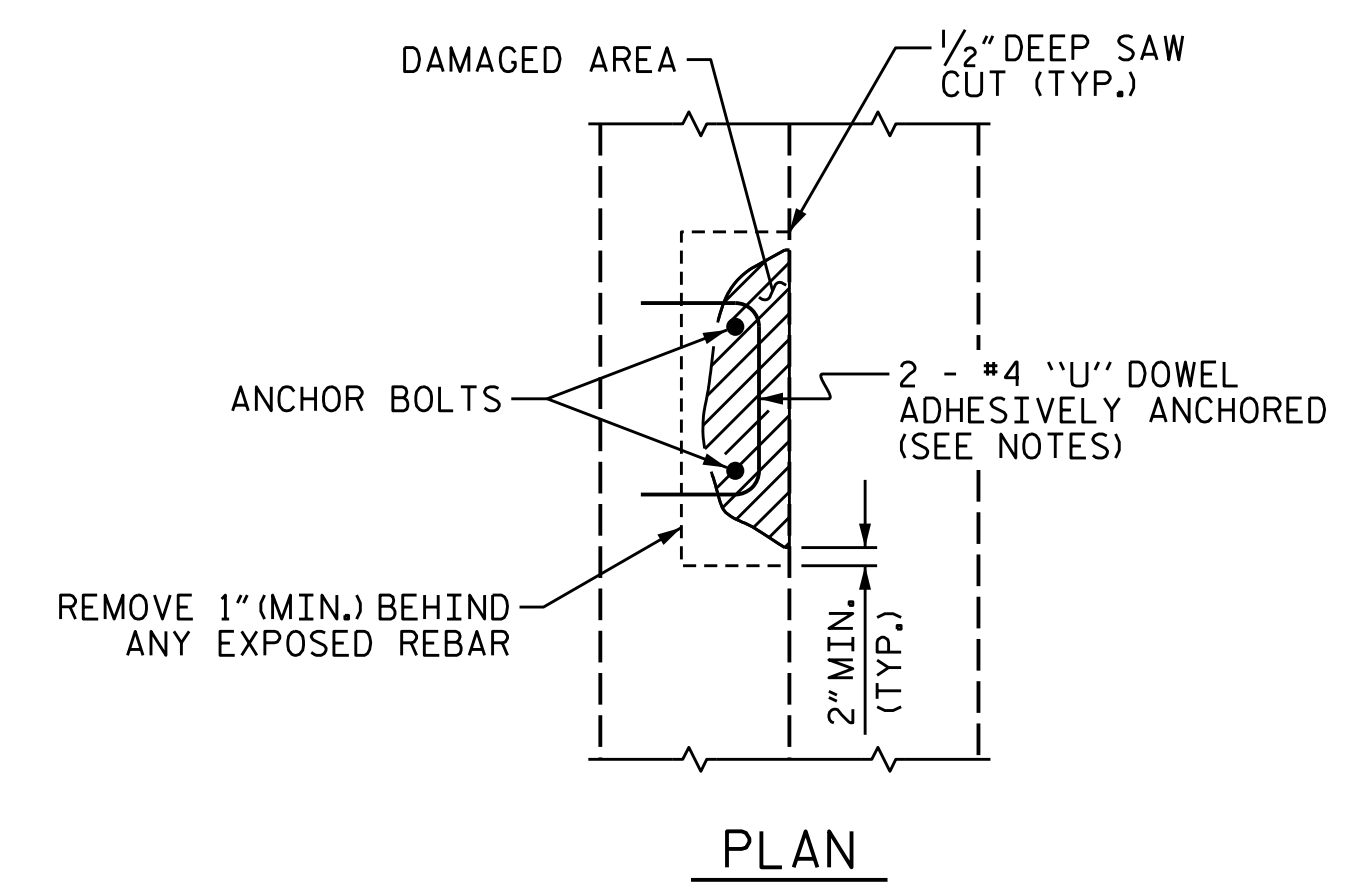 DAMAGED AREA
1/2" DEEP SAW
CUT (TYP.)
ANCHOR BOLTS
2 - #4 "U" DOWEL
ADHESIVELY ANCHORED
(SEE NOTES)
REMOVE 1" (MIN.) BEHIND
ANY EXPOSED REBAR
2" MIN.
(TYP.)
PLAN